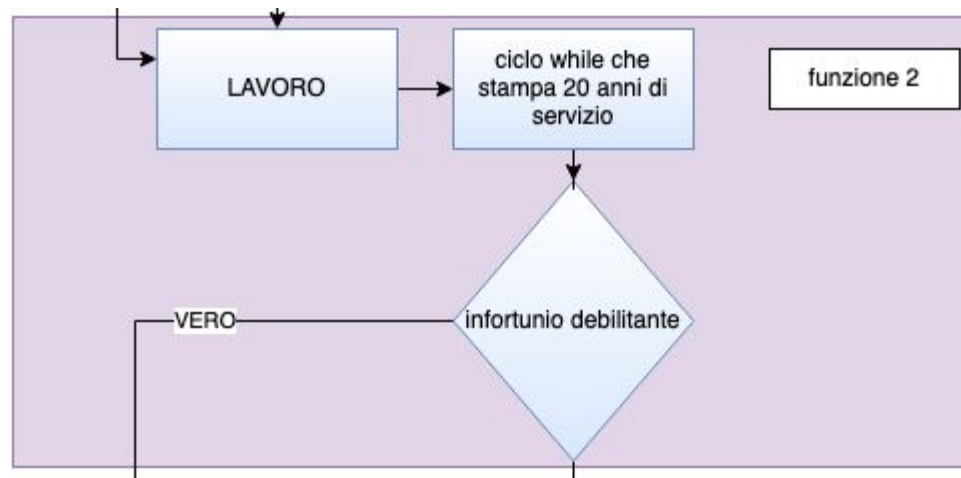 LAVORO
ciclo while che
stampa 20 anni di
servizio
funzione 2
infortunio debilitante
VERO